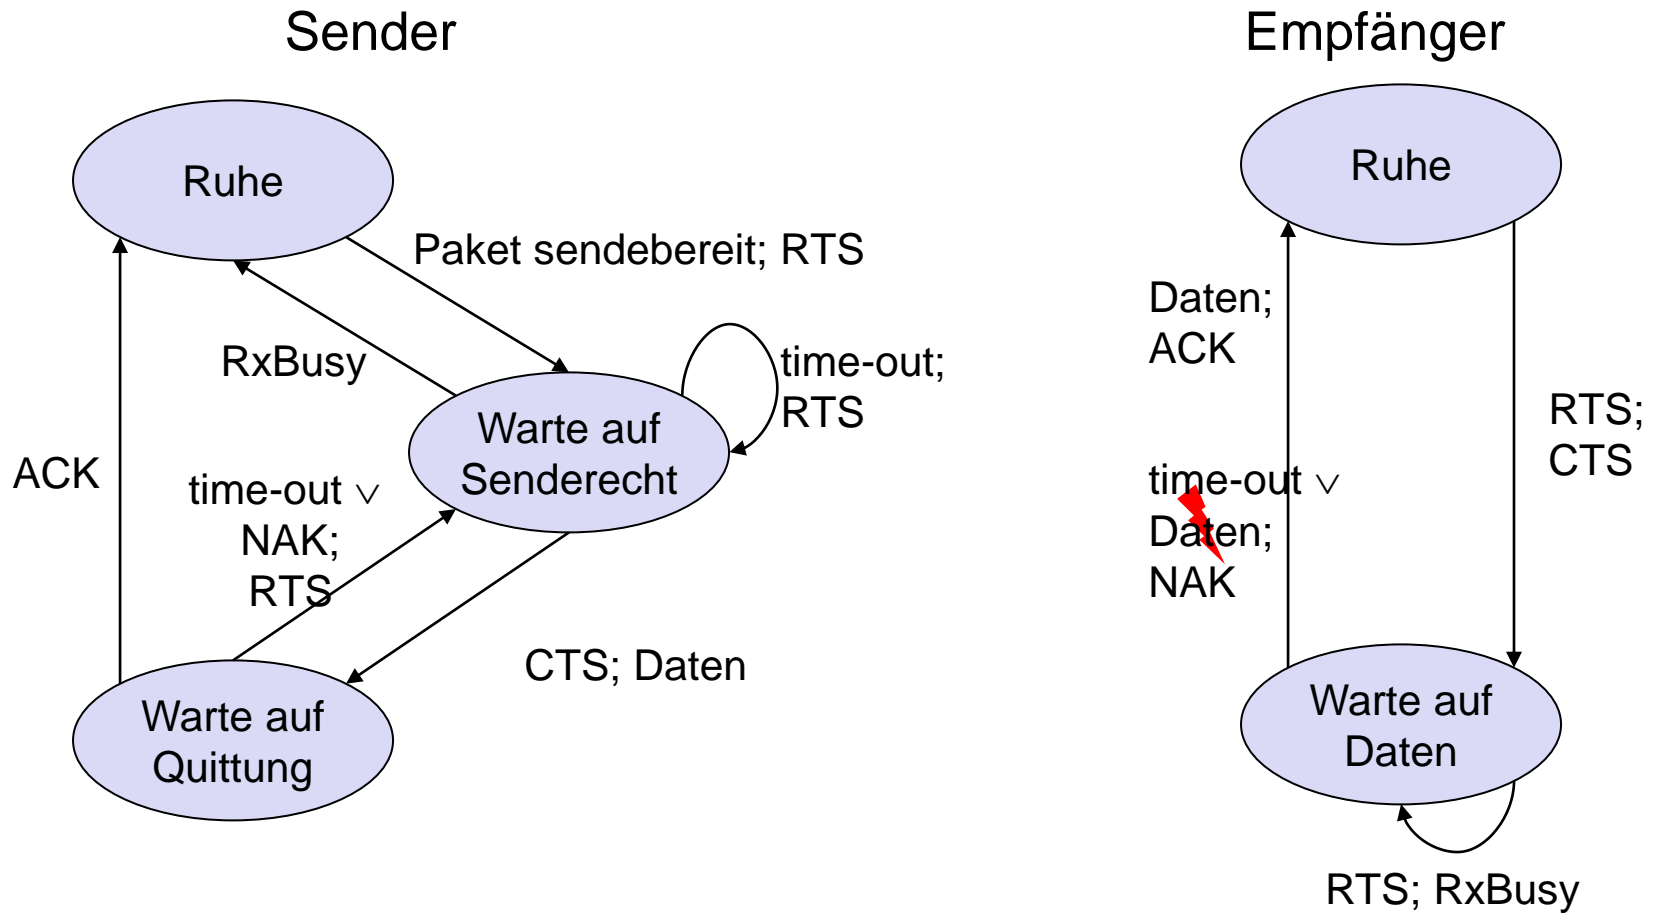 Sender
Empfänger
Ruhe
Paket sendebereit; RTS
RxBusy
time-out;
RTS
Warte auf
Senderecht
ACK
time-out ∨
NAK;
RTS
CTS; Daten
Warte auf
Quittung
Ruhe
Daten;
ACK
RTS;
CTS
time-out ∨
Daten;
NAK
Warte auf
Daten
RTS; RxBusy